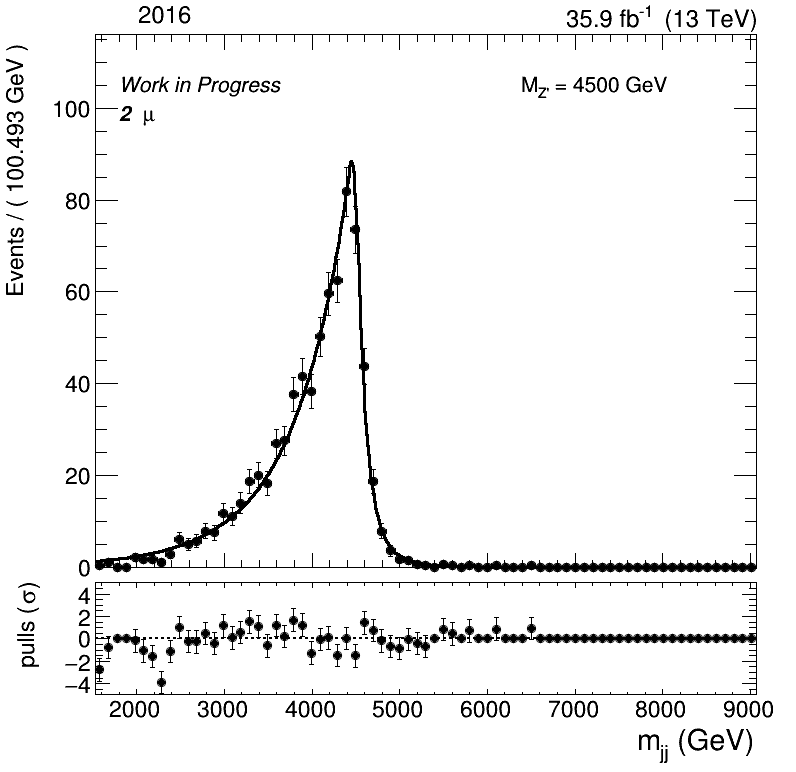 2016 35.9 fb⁻¹ (13 TeV)
Events / ( 100.493 GeV )
Work in Progress
M_Z' = 4500 GeV
2 μ
100
80
60
40
20
0
pulls (σ)
4
2
0
−2
−4
2000 3000 4000 5000 6000 7000 8000 9000
m_jj (GeV)